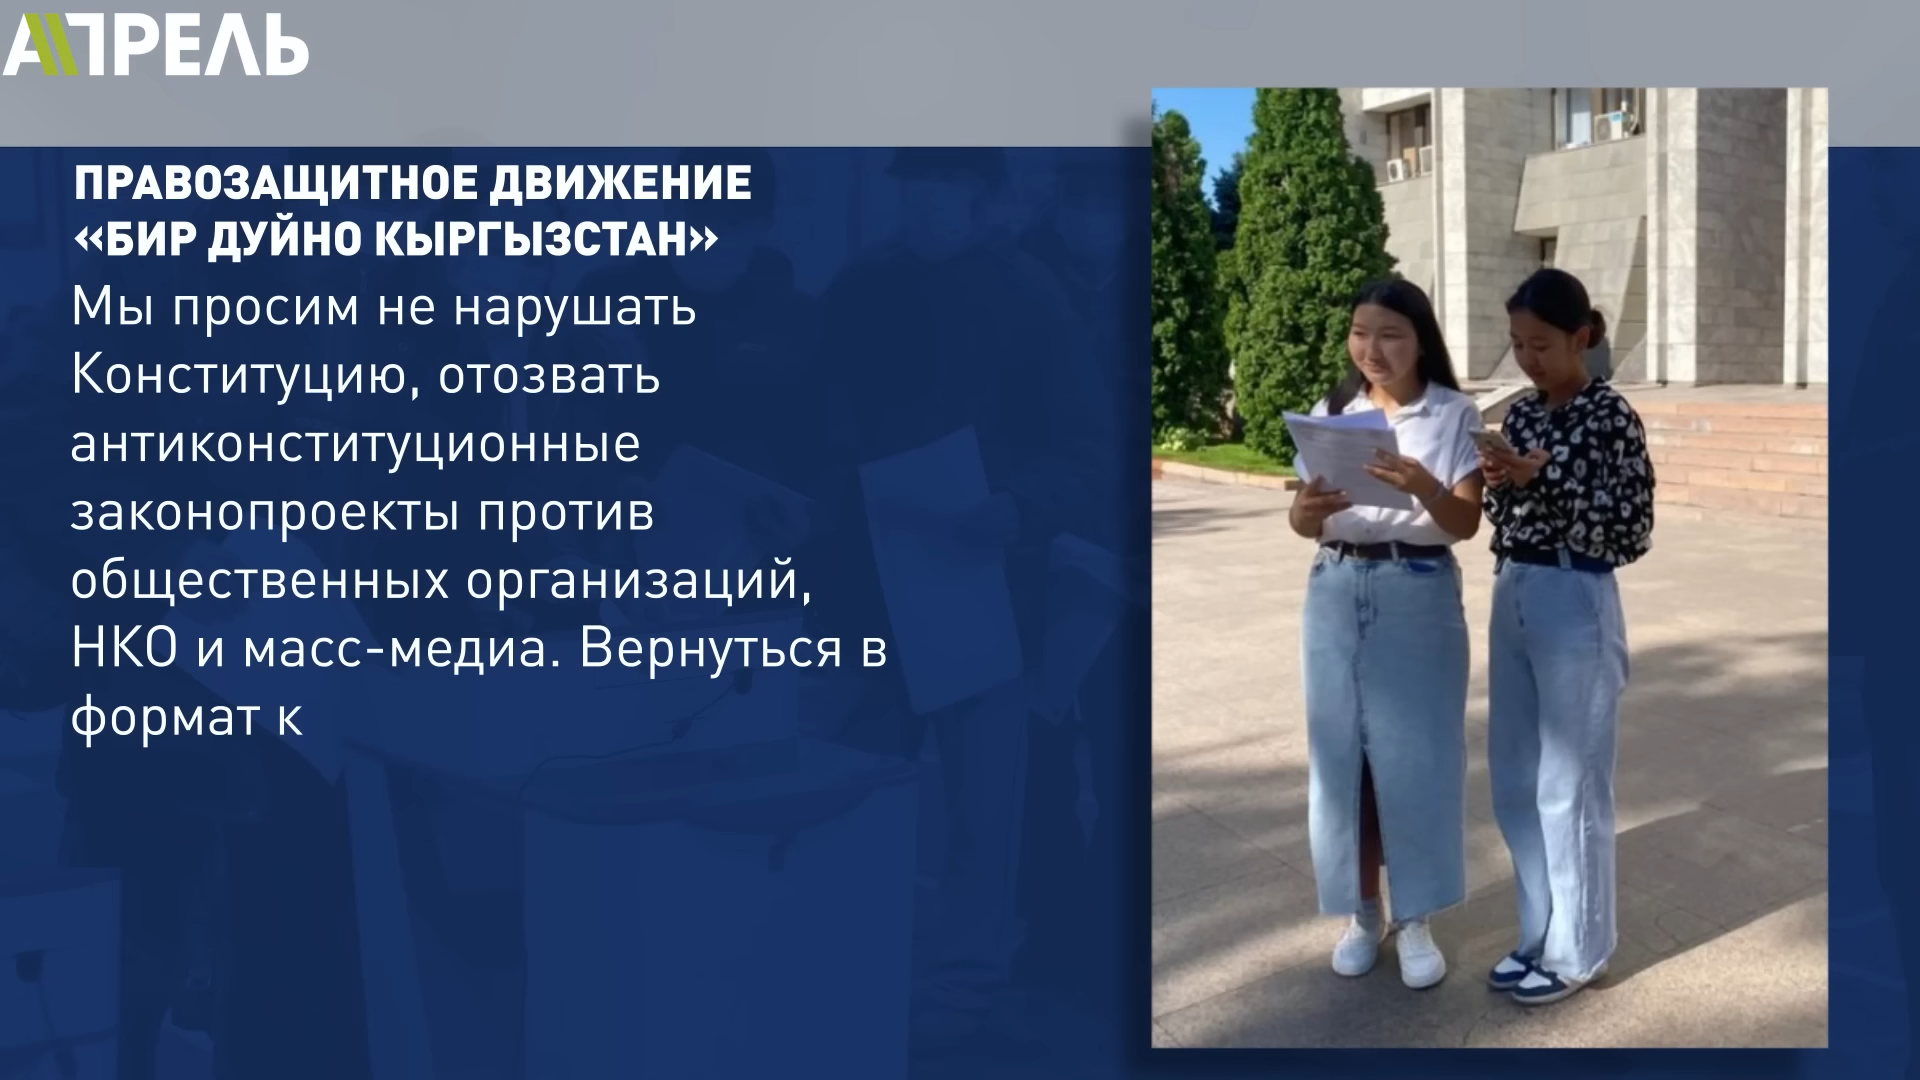 АПРЕЛЬ
ПРАВОЗАЩИТНОЕ ДВИЖЕНИЕ
«БИР ДУЙНО КЫРГЫЗСТАН»
Мы просим не нарушать
Конституцию, отозвать
антиконституционные
законопроекты против
общественных организаций,
НКО и масс-медиа. Вернуться в
формат к